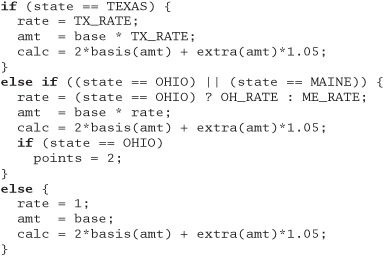 if (state == TEXAS) {
  rate = TX_RATE;
  amt  = base * TX_RATE;
  calc = 2*basis(amt) + extra(amt)*1.05;
}
else if ((state == OHIO) || (state == MAINE)) {
  rate = (state == OHIO) ? OH_RATE : ME_RATE;
  amt  = base * rate;
  calc = 2*basis(amt) + extra(amt)*1.05;
  if (state == OHIO)
    points = 2;
}
else {
  rate = 1;
  amt  = base;
  calc = 2*basis(amt) + extra(amt)*1.05;
}